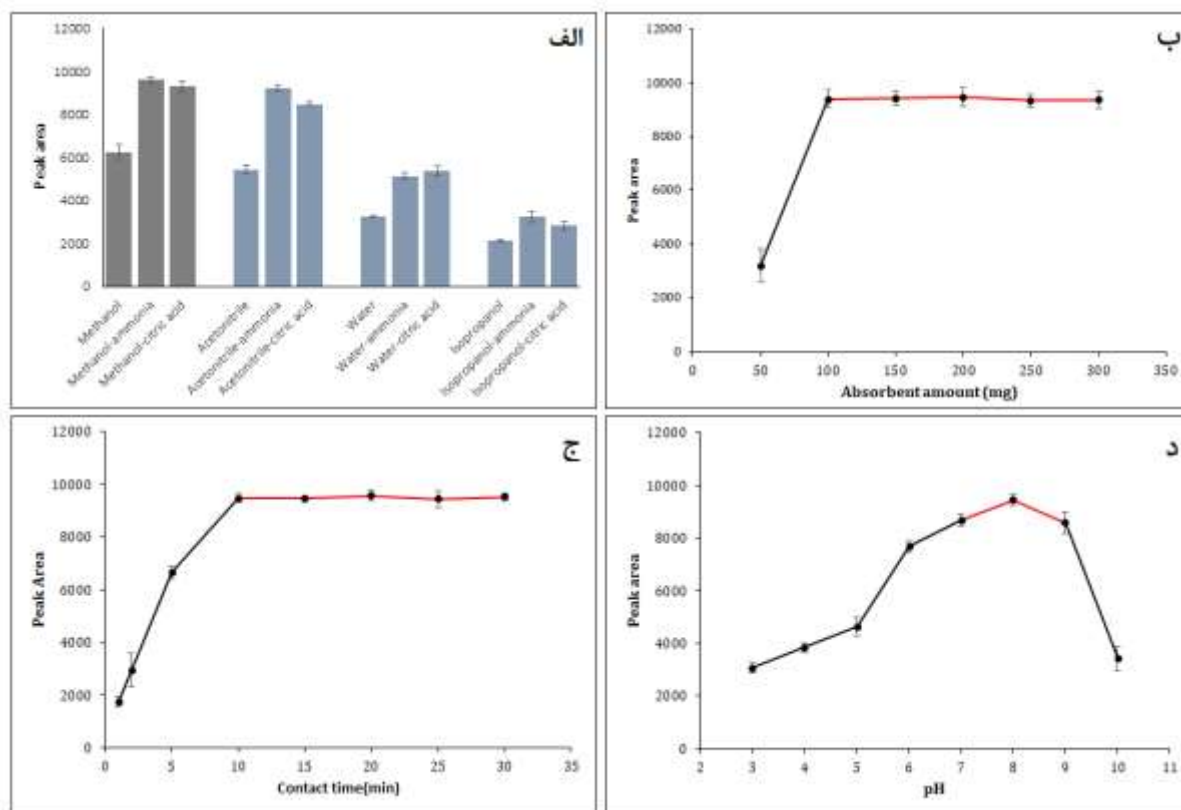 الف
12000
10000
8000
6000
4000
2000
0
Peak area
Methanol
Methanol-ammonia
Methanol-citric acid
Acetonitrile
Acetonitrile-ammonia
Acetonitrile-citric acid
Water
Water-ammonia
Water-citric acid
Isopropanol
Isopropanol-ammonia
Isopropanol-citric acid
ب
12000
10000
8000
6000
4000
2000
0
Peak area
0 50 100 150 200 250 300 350
Absorbent amount (mg)
ج
12000
10000
8000
6000
4000
2000
0
Peak Area
0 5 10 15 20 25 30 35
Contact time(min)
د
12000
10000
8000
6000
4000
2000
0
Peak area
2 3 4 5 6 7 8 9 10 11
pH